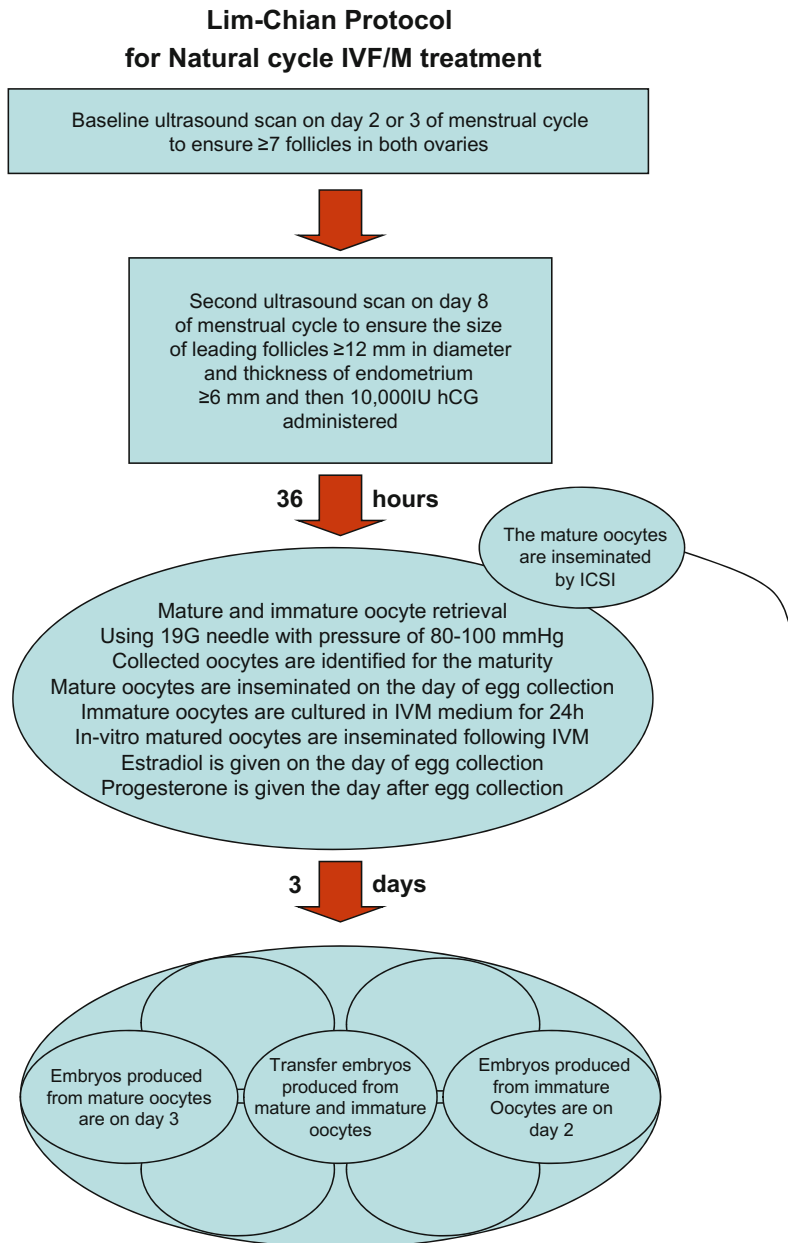 Lim-Chian Protocol
for Natural cycle IVF/M treatment
Baseline ultrasound scan on day 2 or 3 of menstrual cycle
to ensure ≥7 follicles in both ovaries
Second ultrasound scan on day 8
of menstrual cycle to ensure the size
of leading follicles ≥12 mm in diameter
and thickness of endometrium
≥6 mm and then 10,000IU hCG
administered
36 hours
The mature oocytes
are inseminated
by ICSI
Mature and immature oocyte retrieval
Using 19G needle with pressure of 80-100 mmHg
Collected oocytes are identified for the maturity
Mature oocytes are inseminated on the day of egg collection
Immature oocytes are cultured in IVM medium for 24h
In-vitro matured oocytes are inseminated following IVM
Estradiol is given on the day of egg collection
Progesterone is given the day after egg collection
3 days
Embryos produced
from mature oocytes
are on day 3
Transfer embryos
produced from
mature and immature
oocytes
Embryos produced
from immature
Oocytes are on
day 2